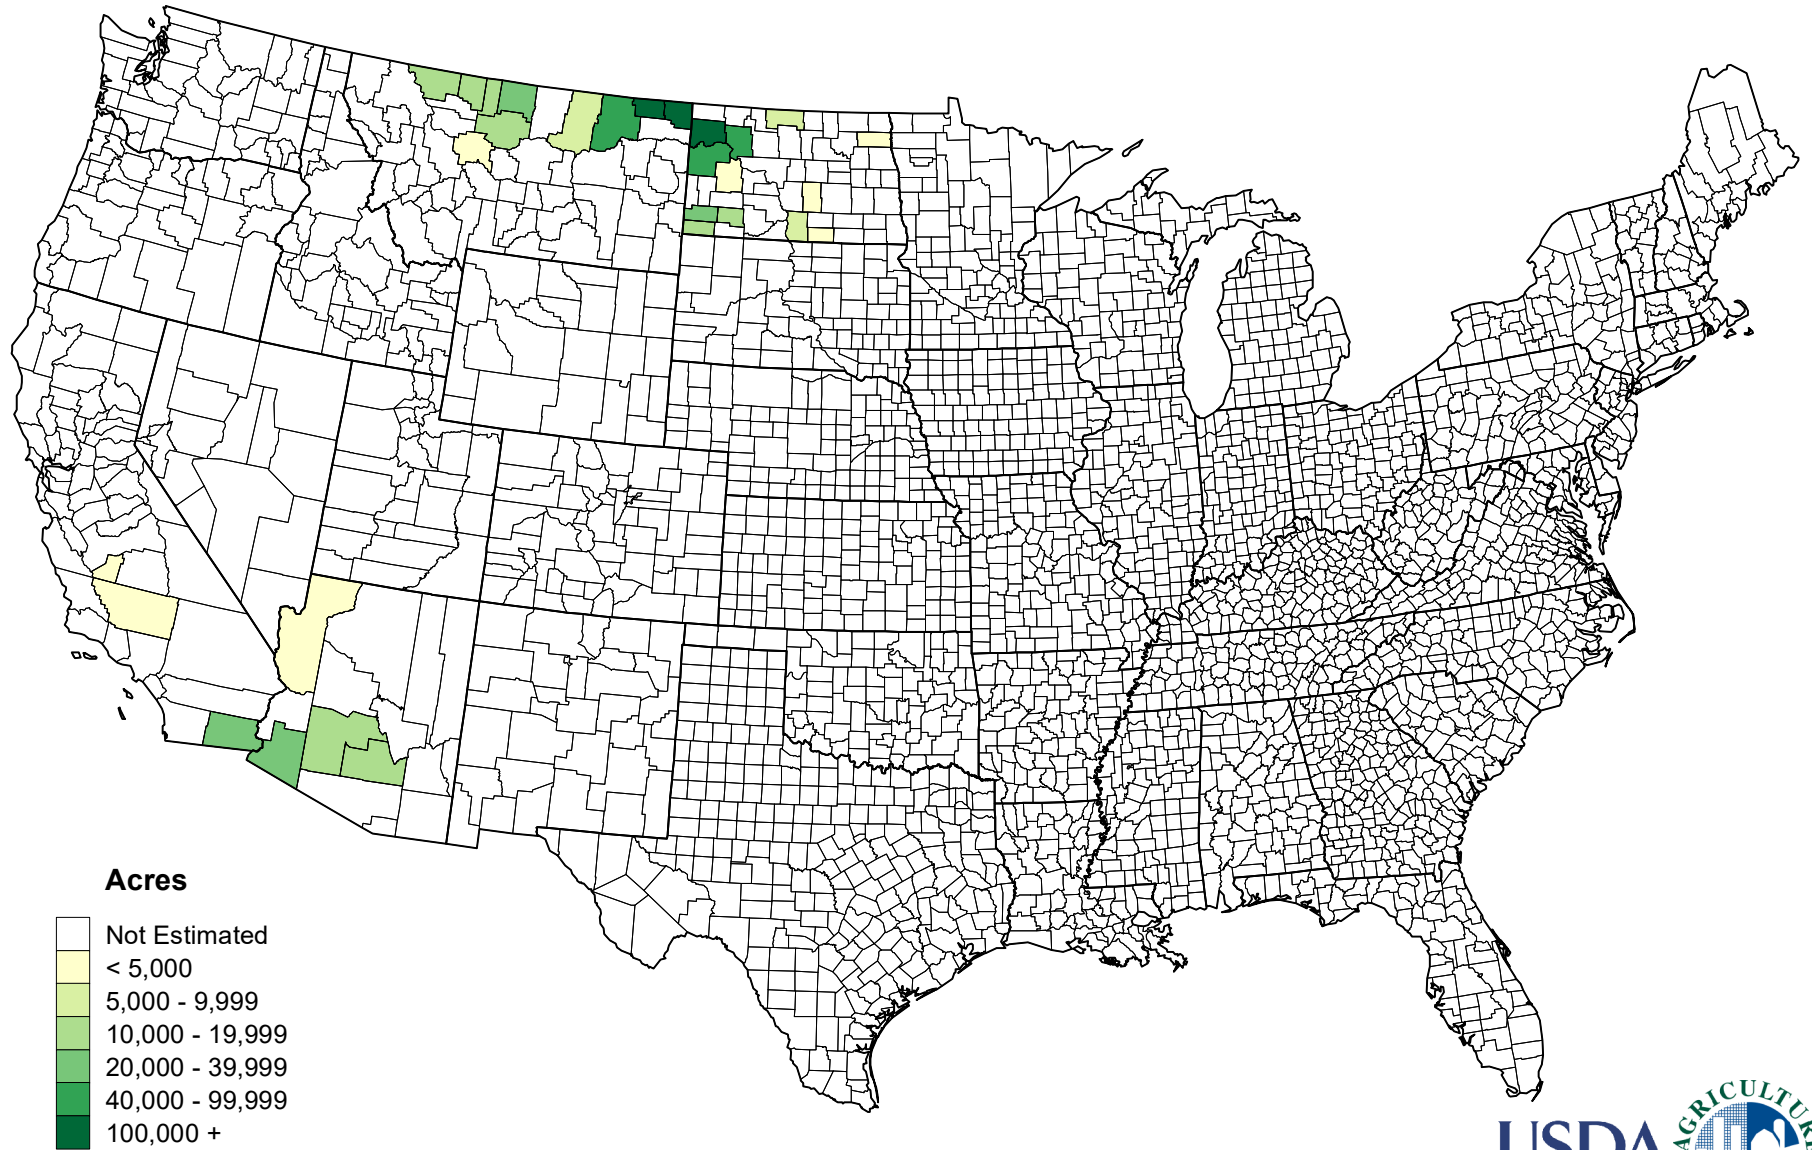 Acres
Not Estimated
< 5,000
5,000 - 9,999
10,000 - 19,999
20,000 - 39,999
40,000 - 99,999
100,000 +
USDA